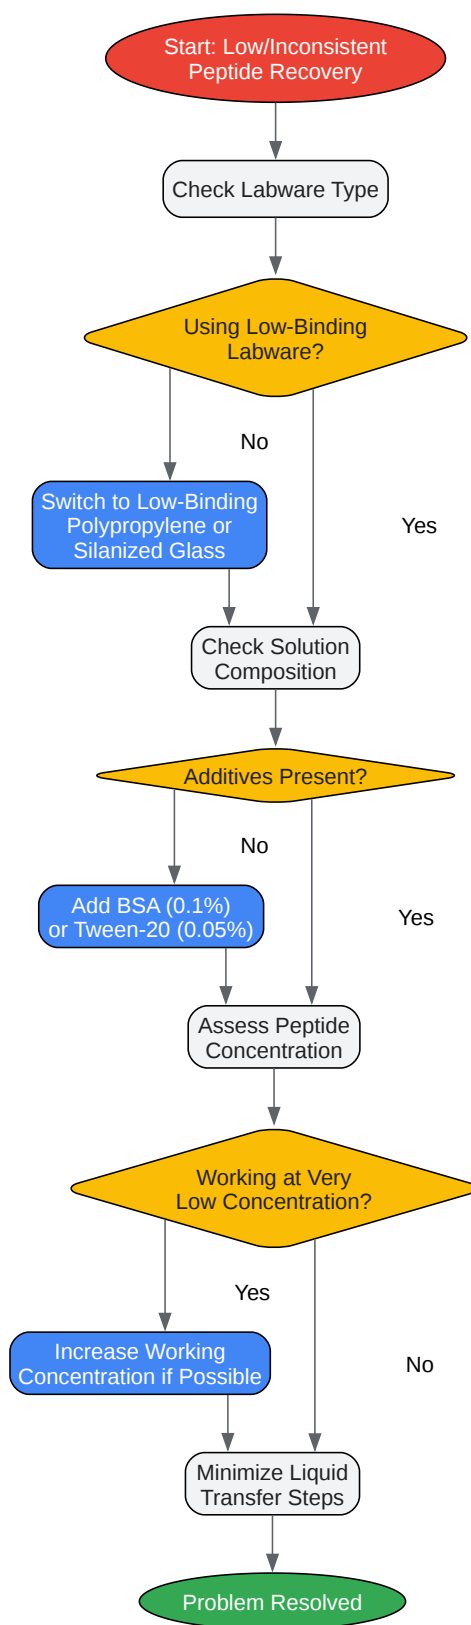 Start: Low/Inconsistent
Peptide Recovery
Check Labware Type
Using Low-Binding
Labware?
No
Switch to Low-Binding
Polypropylene or
Silanized Glass
Yes
Check Solution
Composition
Additives Present?
No
Add BSA (0.1%)
or Tween-20 (0.05%)
Yes
Assess Peptide
Concentration
Working at Very
Low Concentration?
Yes
Increase Working
Concentration if Possible
No
Minimize Liquid
Transfer Steps
Problem Resolved